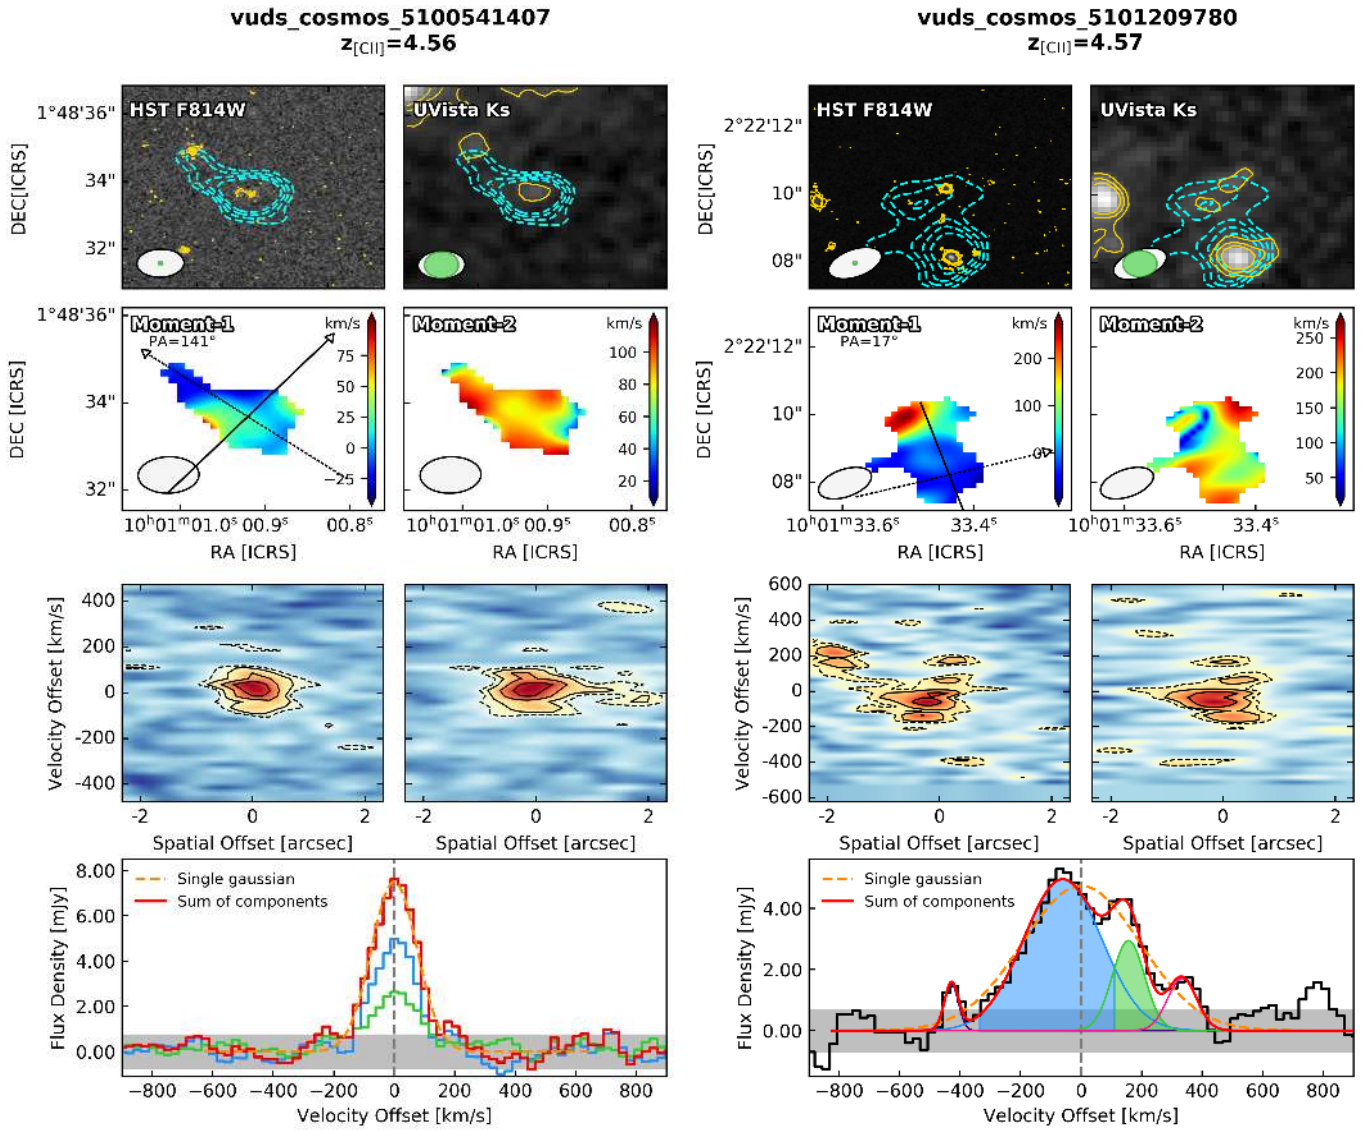 vuds_cosmos_5100541407
z[CII]=4.56
HST F814W
UVista Ks
1°48'36"
34"
32"
DEC[ICRS]
Moment-1
PA=141°
km/s
75
50
25
0
−25
Moment-2
km/s
100
80
60
40
20
1°48'36"
34"
32"
DEC [ICRS]
10h01m01.0s
00.9s
00.8s
RA [ICRS]
10h01m01.0s
00.9s
00.8s
RA [ICRS]
400
200
0
−200
−400
Velocity Offset [km/s]
−2
0
2
Spatial Offset [arcsec]
−2
0
2
Spatial Offset [arcsec]
8.00
6.00
4.00
2.00
0.00
Flux Density [mJy]
Single gaussian
Sum of components
−800
−600
−400
−200
0
200
400
600
800
Velocity Offset [km/s]
vuds_cosmos_5101209780
z[CII]=4.57
HST F814W
UVista Ks
2°22'12"
10"
08"
DEC[ICRS]
Moment-1
PA=17°
km/s
200
100
0
Moment-2
km/s
250
200
150
100
50
2°22'12"
10"
08"
DEC [ICRS]
10h01m33.6s
33.4s
RA [ICRS]
10h01m33.6s
33.4s
RA [ICRS]
600
400
200
0
−200
−400
−600
Velocity Offset [km/s]
−2
0
2
Spatial Offset [arcsec]
−2
0
2
Spatial Offset [arcsec]
4.00
2.00
0.00
Flux Density [mJy]
Single gaussian
Sum of components
−800
−600
−400
−200
0
200
400
600
800
Velocity Offset [km/s]